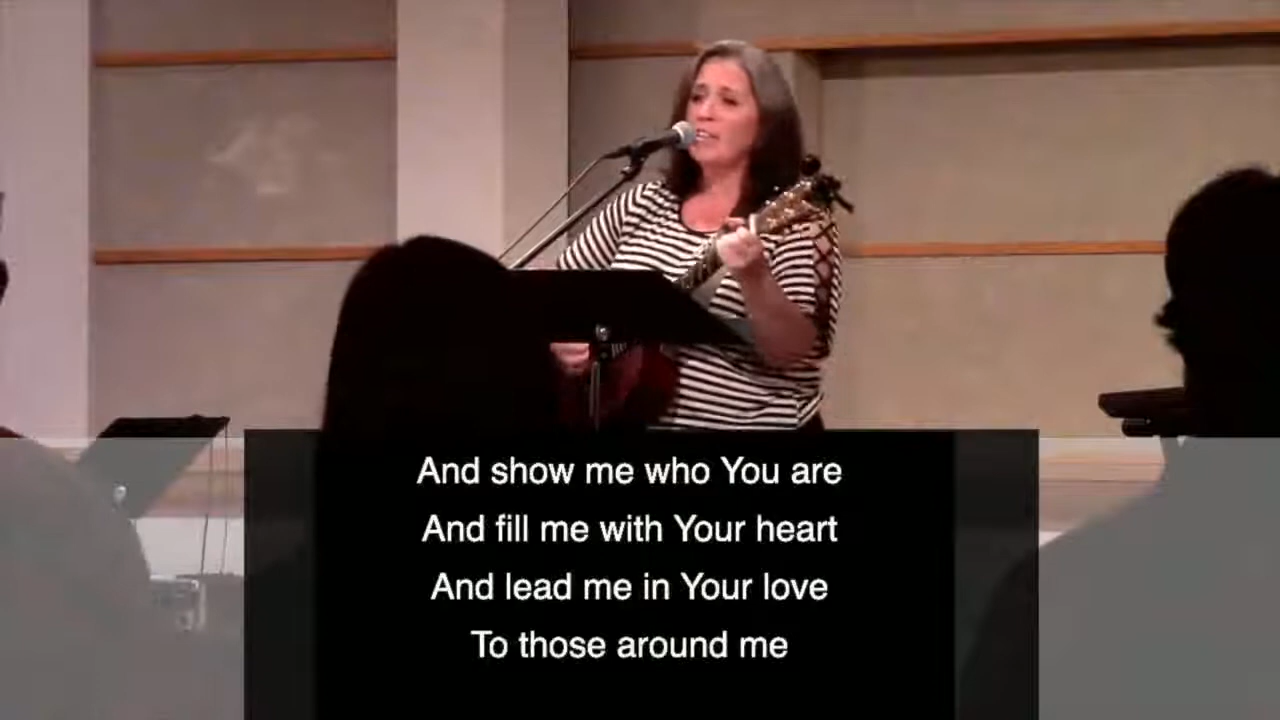 And show me who You are
And fill me with Your heart
And lead me in Your love
To those around me